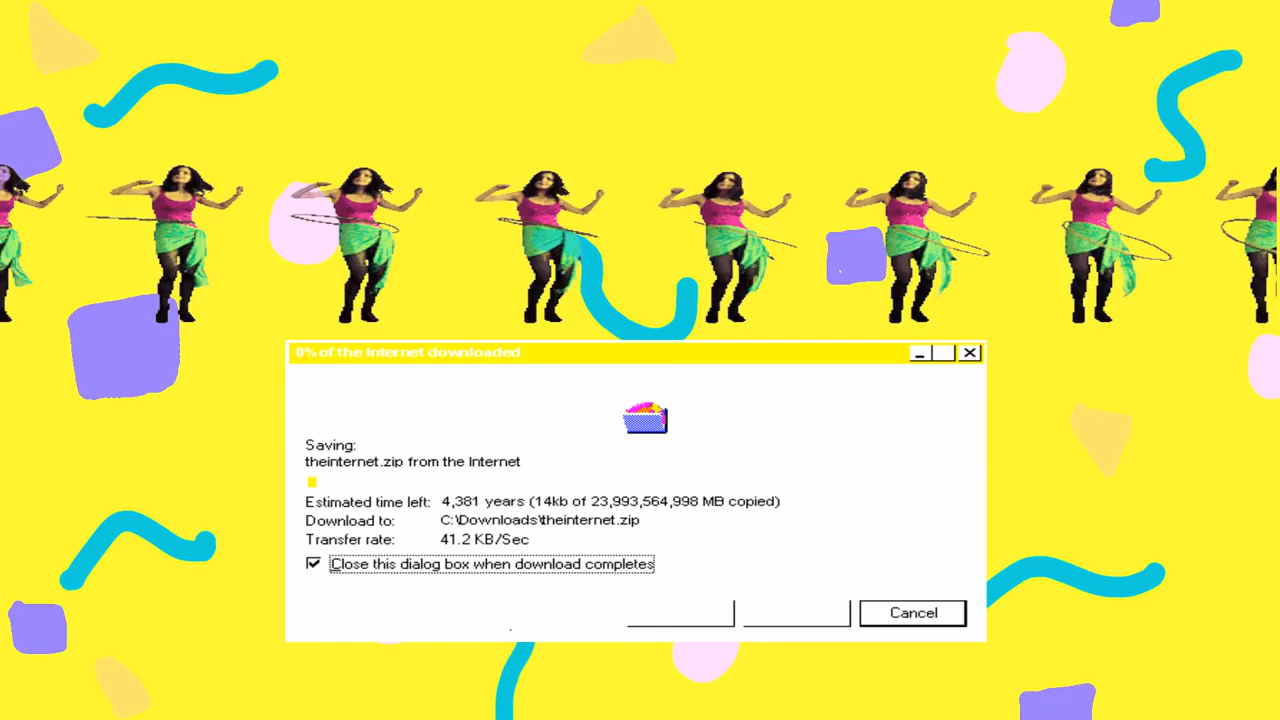 0% of the Internet downloaded
Saving:
theinternet.zip from the Internet
Estimated time left: 4,381 years (14kb of 23,993,564,998 MB copied)
Download to: C:\Downloads\theinternet.zip
Transfer rate: 41.2 KB/Sec
Close this dialog box when download completes
Cancel